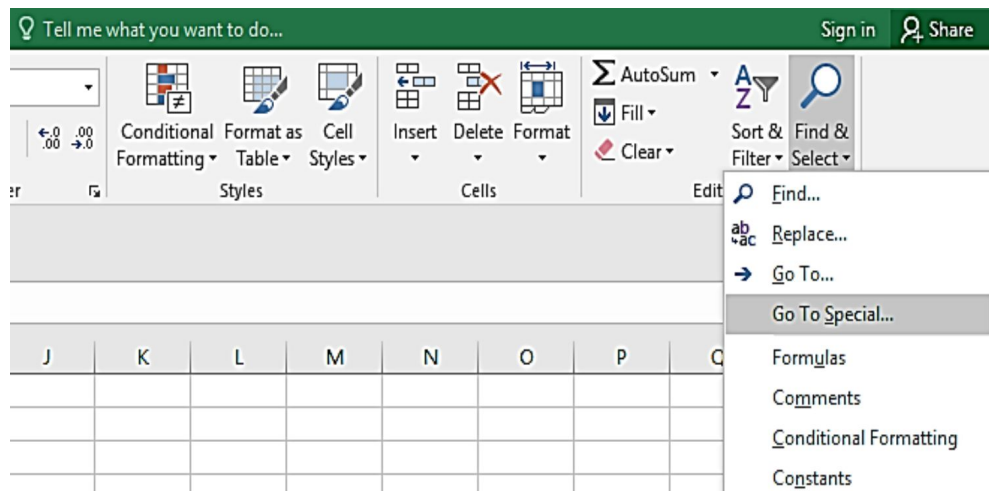 Tell me what you want to do...
Sign in
Share
AutoSum
Fill
Clear
Conditional Formatting
Format as Table
Cell Styles
Insert
Delete
Format
Sort & Filter
Find & Select
Styles
Cells
Edit
Find...
Replace...
Go To...
Go To Special...
Formulas
Comments
Conditional Formatting
Constants
J K L M N O P Q